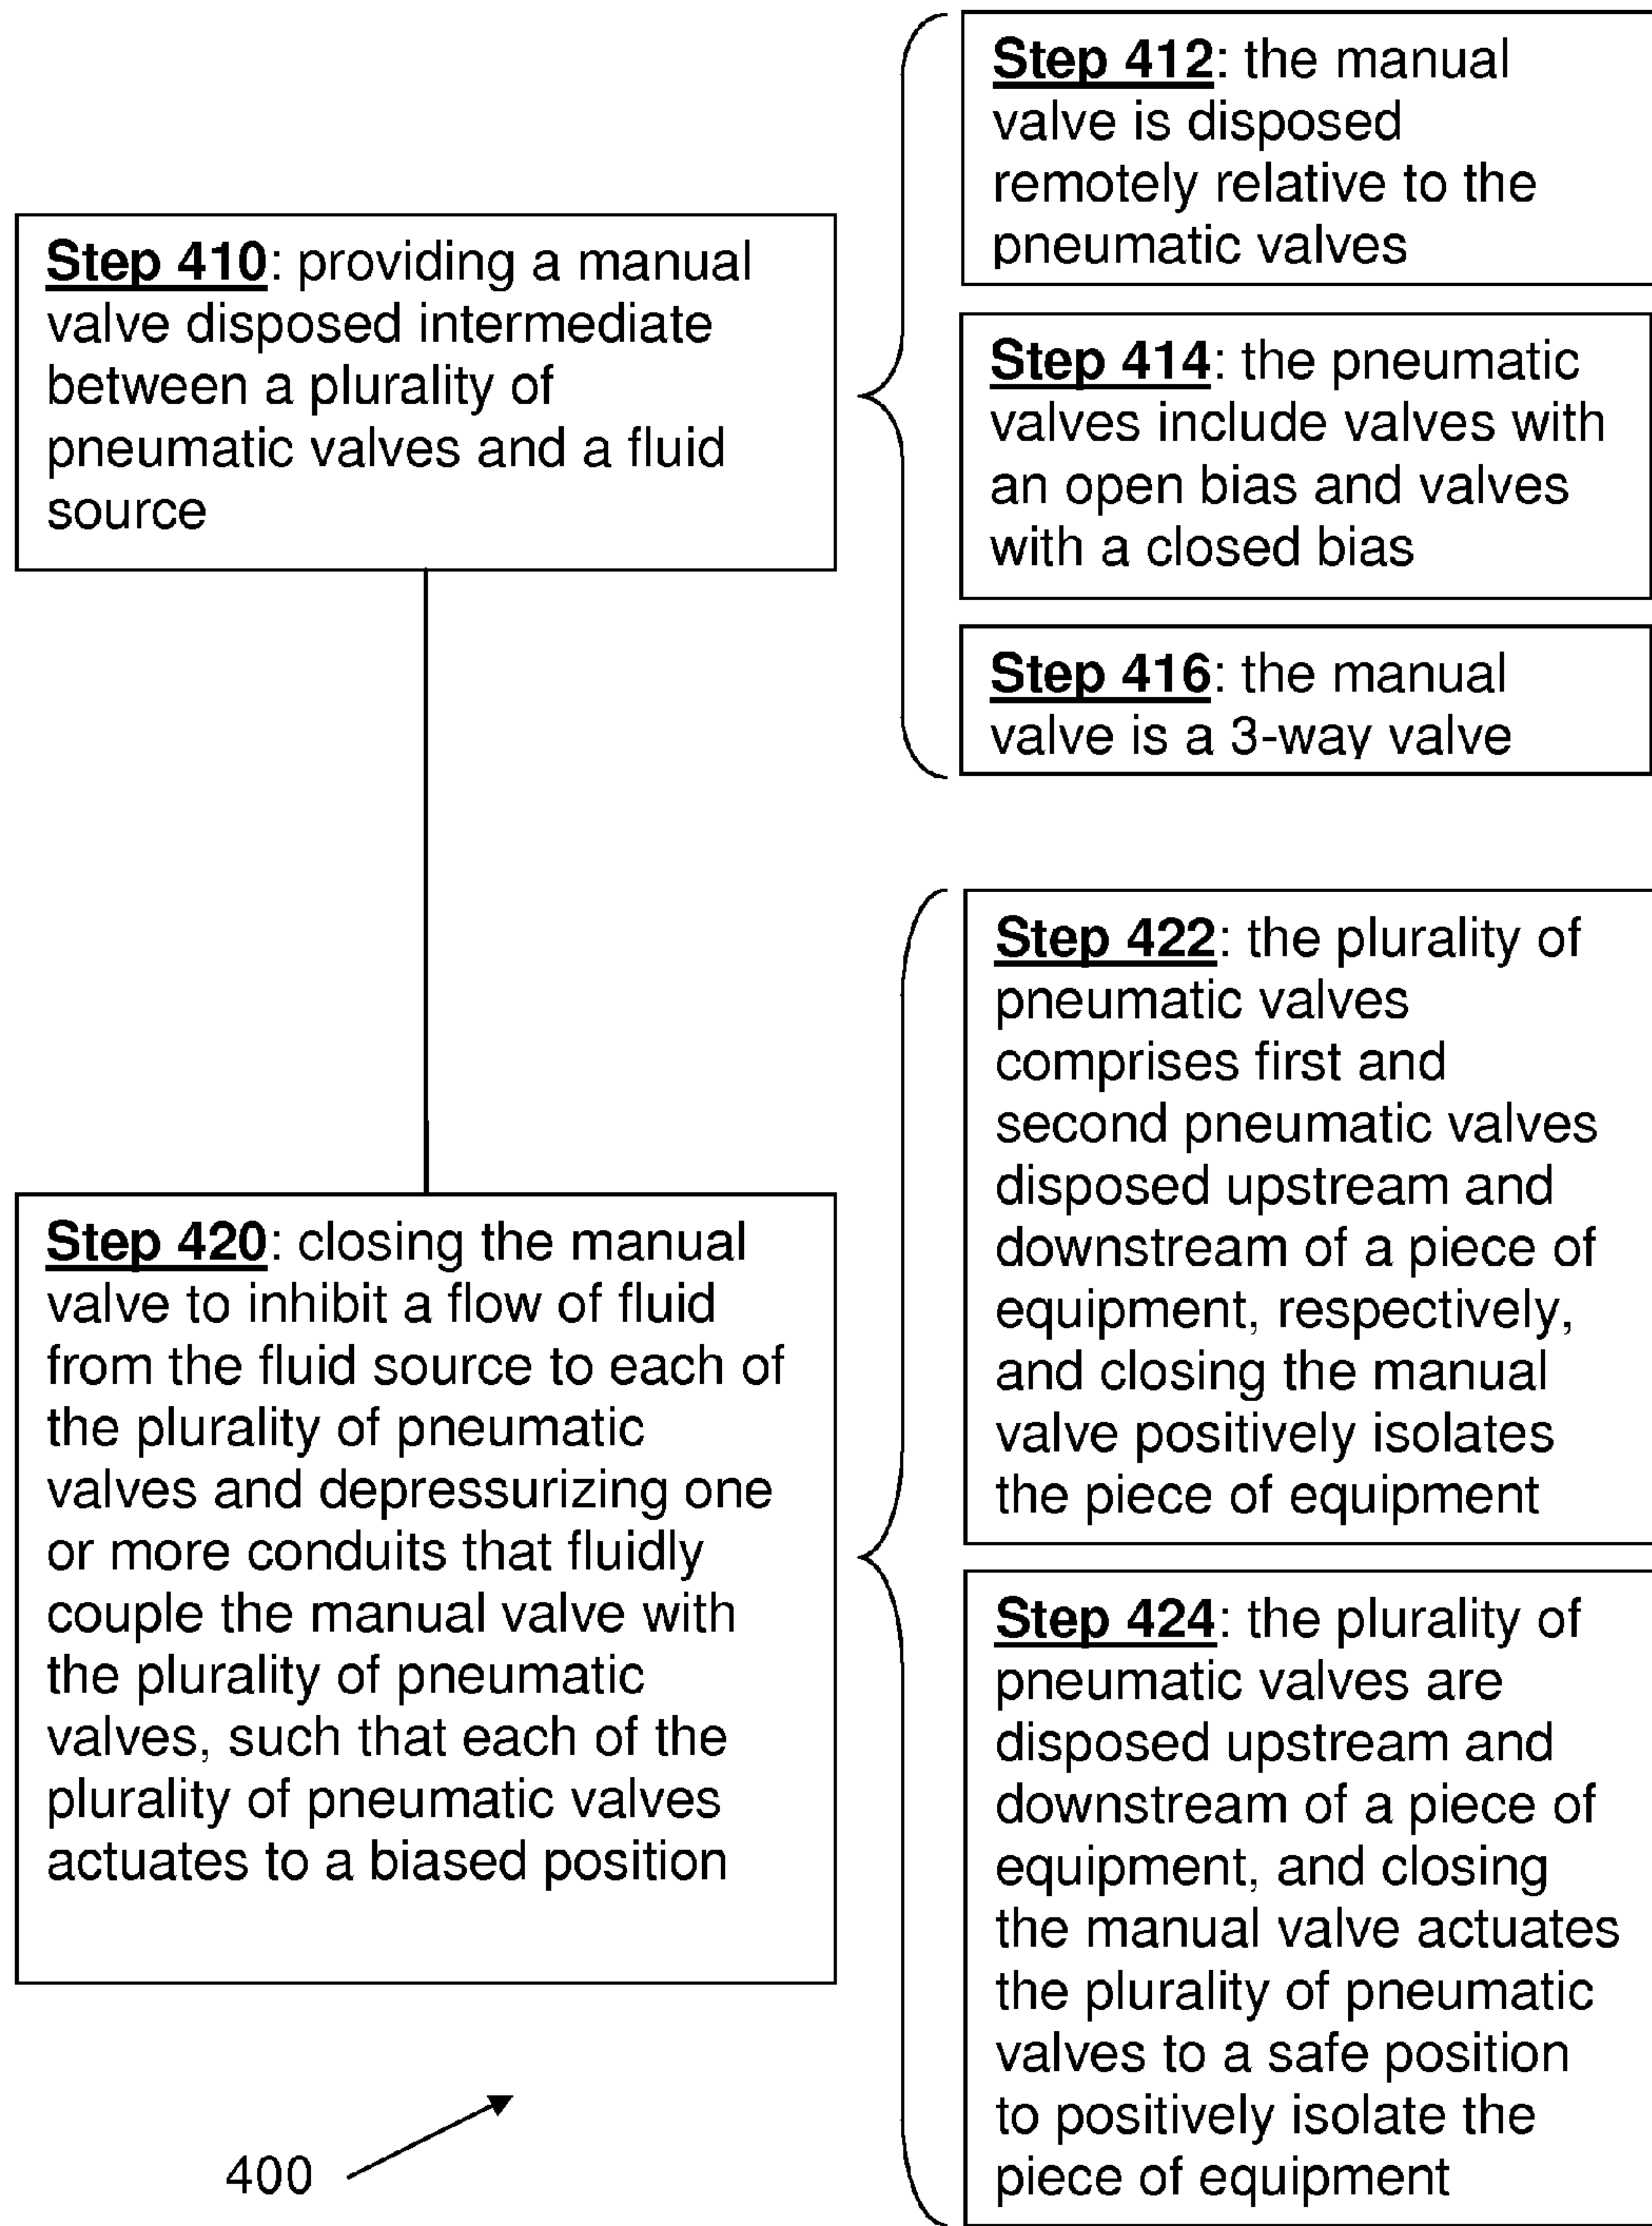 Step 410: providing a manual
valve disposed intermediate
between a plurality of
pneumatic valves and a fluid
source
Step 412: the manual
valve is disposed
remotely relative to the
pneumatic valves
Step 414: the pneumatic
valves include valves with
an open bias and valves
with a closed bias
Step 416: the manual
valve is a 3-way valve
Step 420: closing the manual
valve to inhibit a flow of fluid
from the fluid source to each of
the plurality of pneumatic
valves and depressurizing one
or more conduits that fluidly
couple the manual valve with
the plurality of pneumatic
valves, such that each of the
plurality of pneumatic valves
actuates to a biased position
Step 422: the plurality of
pneumatic valves
comprises first and
second pneumatic valves
disposed upstream and
downstream of a piece of
equipment, respectively,
and closing the manual
valve positively isolates
the piece of equipment
Step 424: the plurality of
pneumatic valves are
disposed upstream and
downstream of a piece of
equipment, and closing
the manual valve actuates
the plurality of pneumatic
valves to a safe position
to positively isolate the
piece of equipment
400